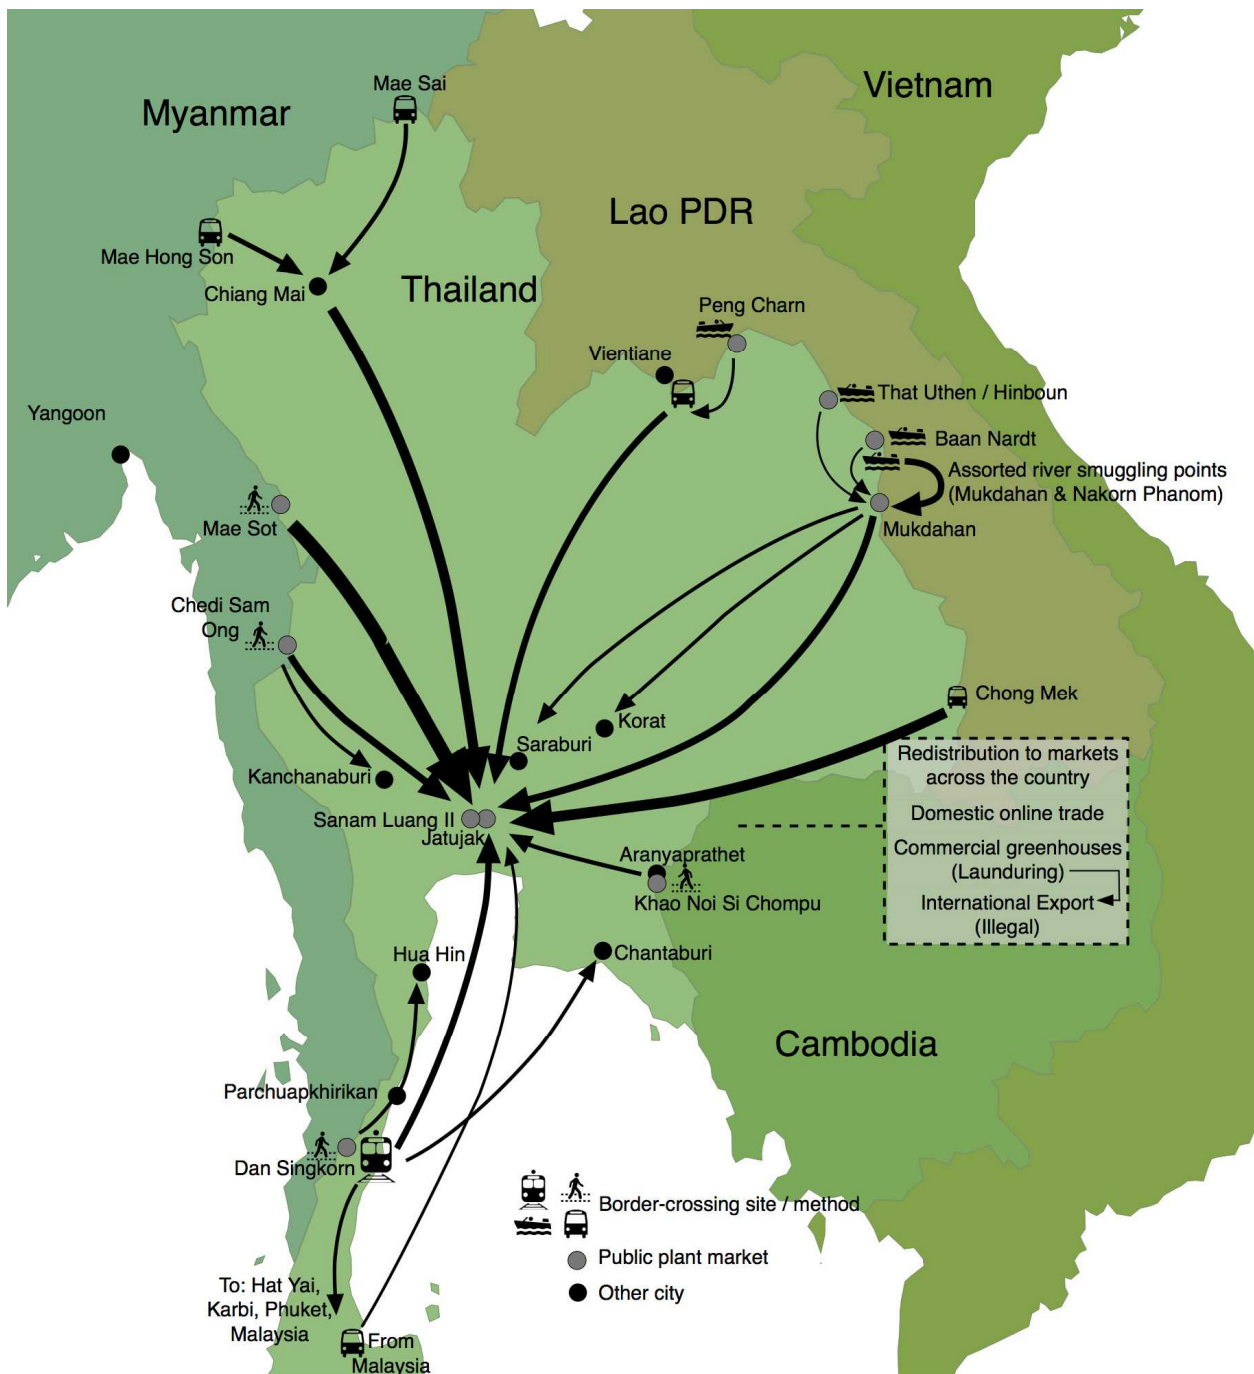 Mae Sai
Vietnam
Myanmar
Lao PDR
Mae Hong Son
Chiang Mai
Thailand
Peng Charn
Vientiane
That Uthen / Hinboun
Yangoon
Baan Nardt
Assorted river smuggling points
(Mukdahan & Nakorn Phanom)
Mae Sot
Mukdahan
Chedi Sam
Ong
Chong Mek
Korat
Saraburi
Kanchanaburi
Redistribution to markets
across the country
Domestic online trade
Commercial greenhouses
(Launduring)
International Export
(Illegal)
Sanam Luang II
Jatujak
Aranyaprathet
Khao Noi Si Chompu
Hua Hin
Chantaburi
Cambodia
Parchuapkhirikan
Dan Singkorn
Border-crossing site / method
Public plant market
Other city
To: Hat Yai,
Karbi, Phuket,
Malaysia
From
Malaysia